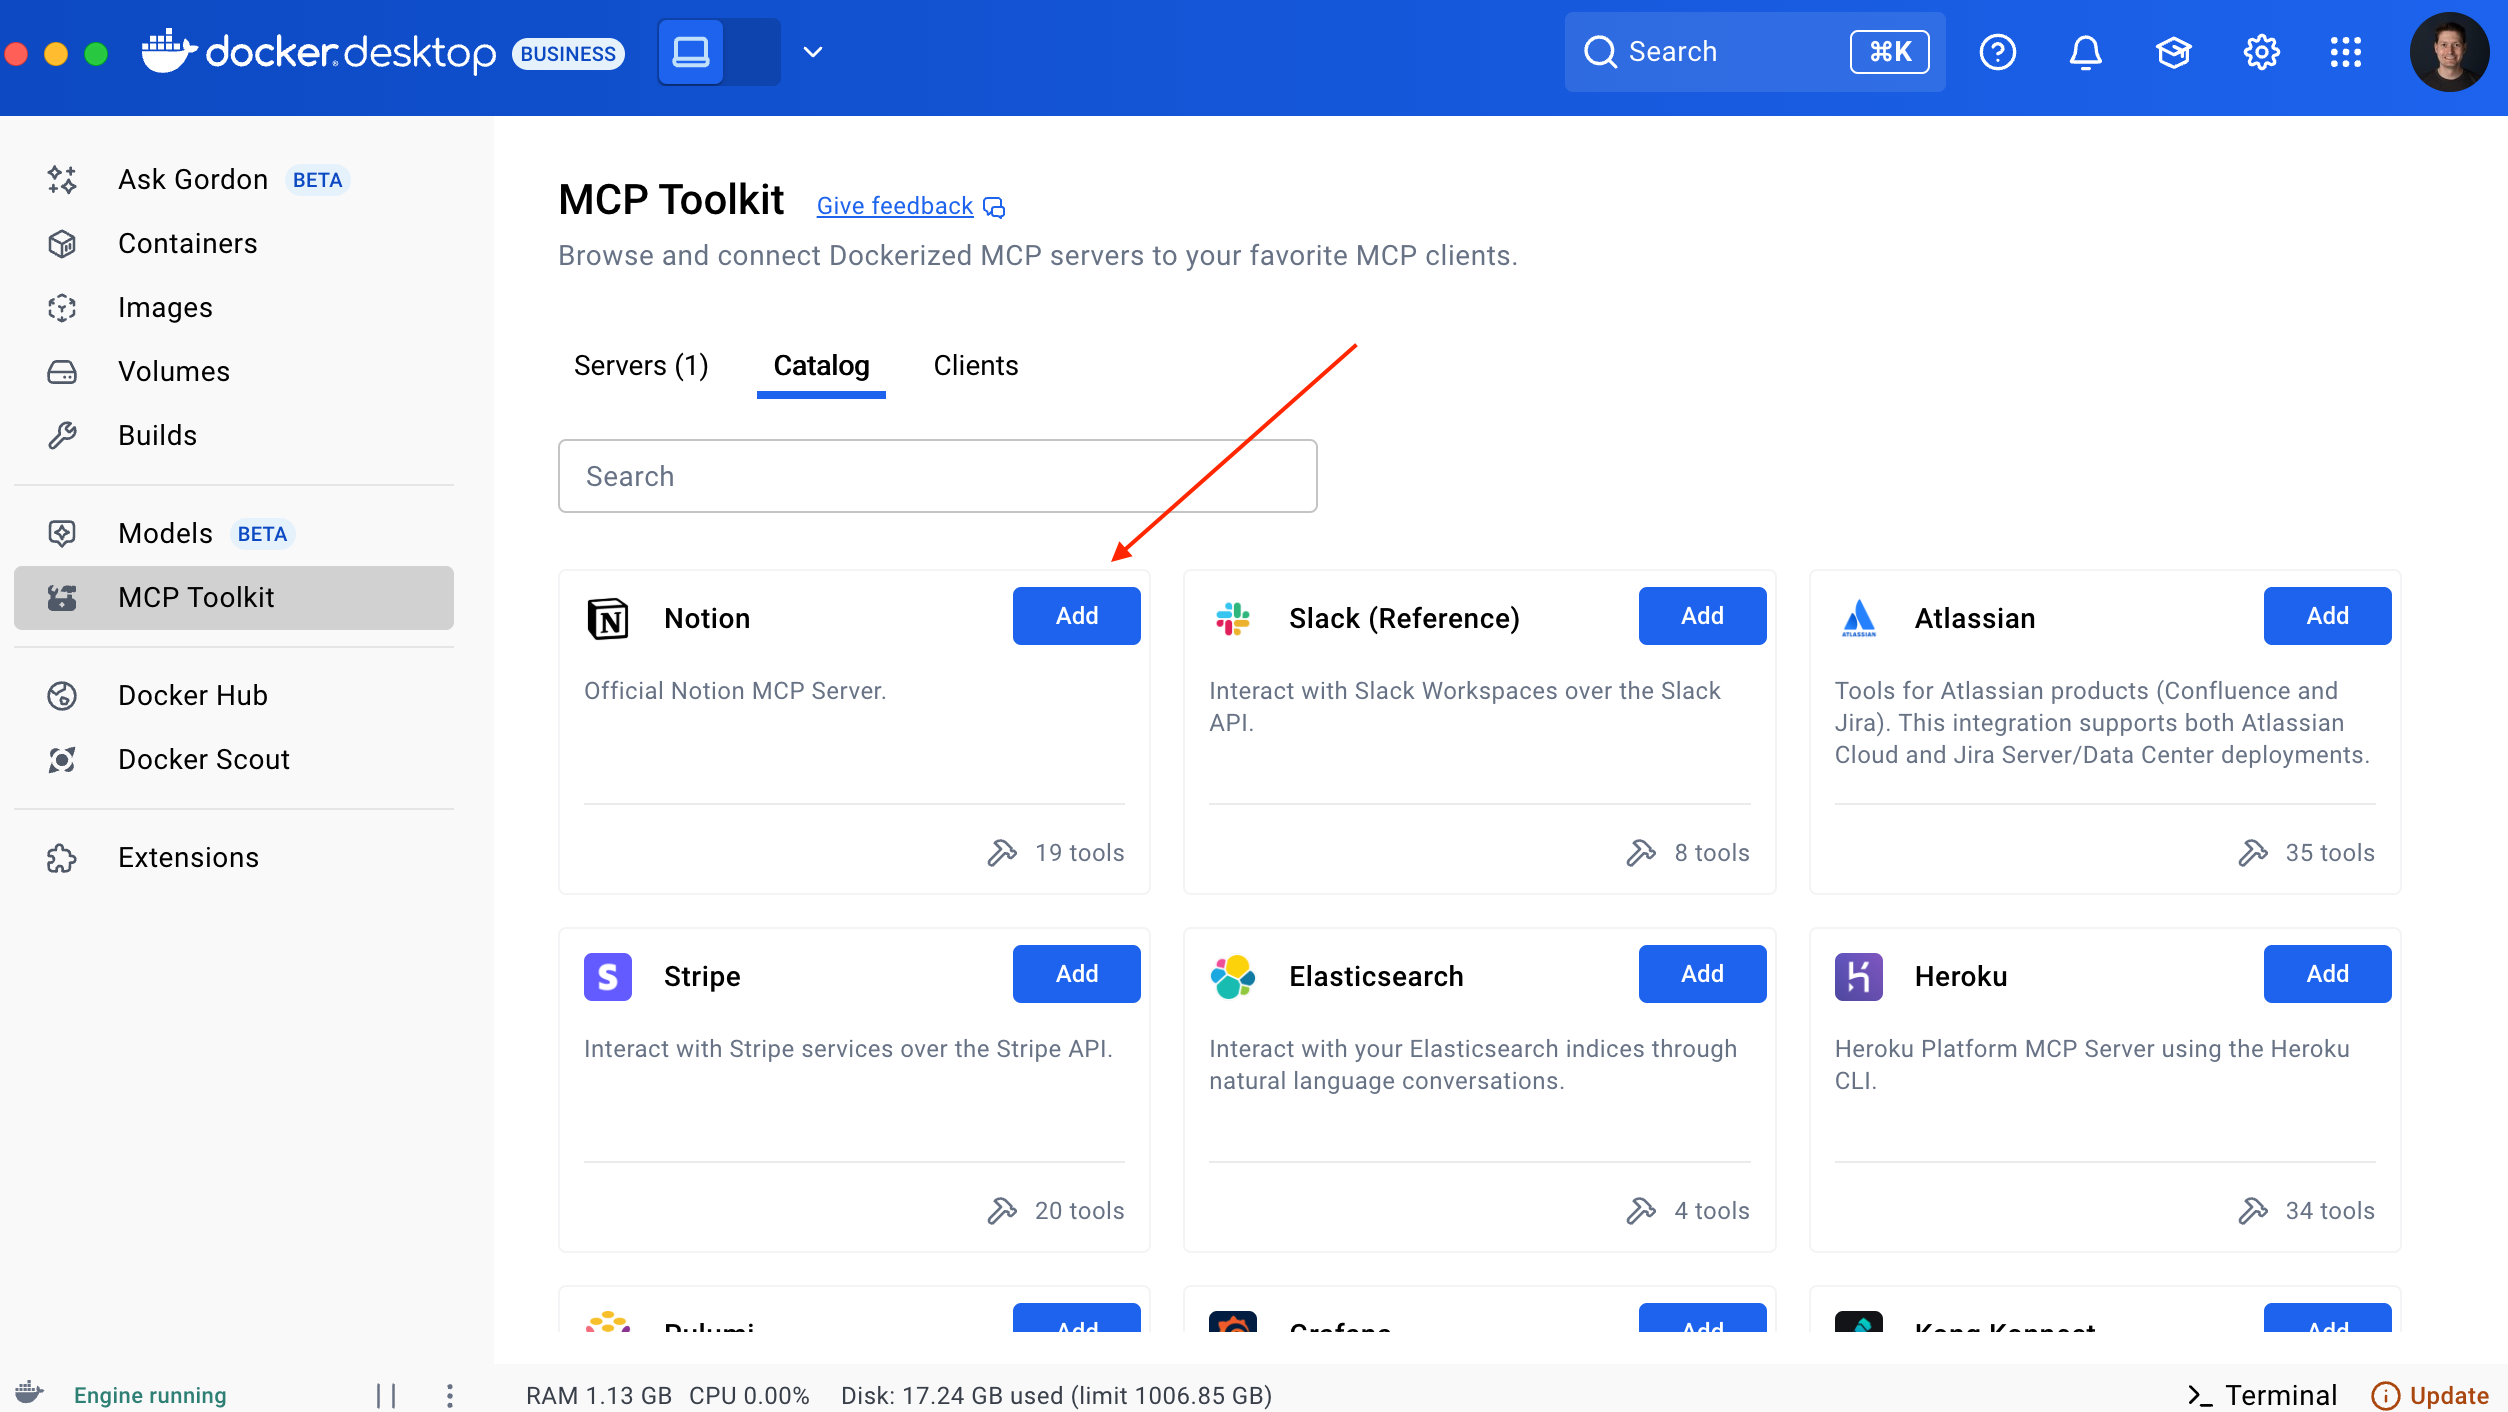 docker desktop BUSINESS
Search ⌘K
Ask Gordon BETA
Containers
Images
Volumes
Builds
Models BETA
MCP Toolkit
Docker Hub
Docker Scout
Extensions
MCP Toolkit Give feedback
Browse and connect Dockerized MCP servers to your favorite MCP clients.
Servers (1) Catalog Clients
Search
Notion Add
Official Notion MCP Server.
19 tools
Slack (Reference) Add
Interact with Slack Workspaces over the Slack
API.
8 tools
ATLASSIAN
Atlassian Add
Tools for Atlassian products (Confluence and
Jira). This integration supports both Atlassian
Cloud and Jira Server/Data Center deployments.
35 tools
Stripe Add
Interact with Stripe services over the Stripe API.
20 tools
Elasticsearch Add
Interact with your Elasticsearch indices through
natural language conversations.
4 tools
Heroku Add
Heroku Platform MCP Server using the Heroku
CLI.
34 tools
Pulumi Add
Grafana Add
Kong Konnect Add
Engine running
RAM 1.13 GB CPU 0.00% Disk: 17.24 GB used (limit 1006.85 GB)
>_ Terminal
Update